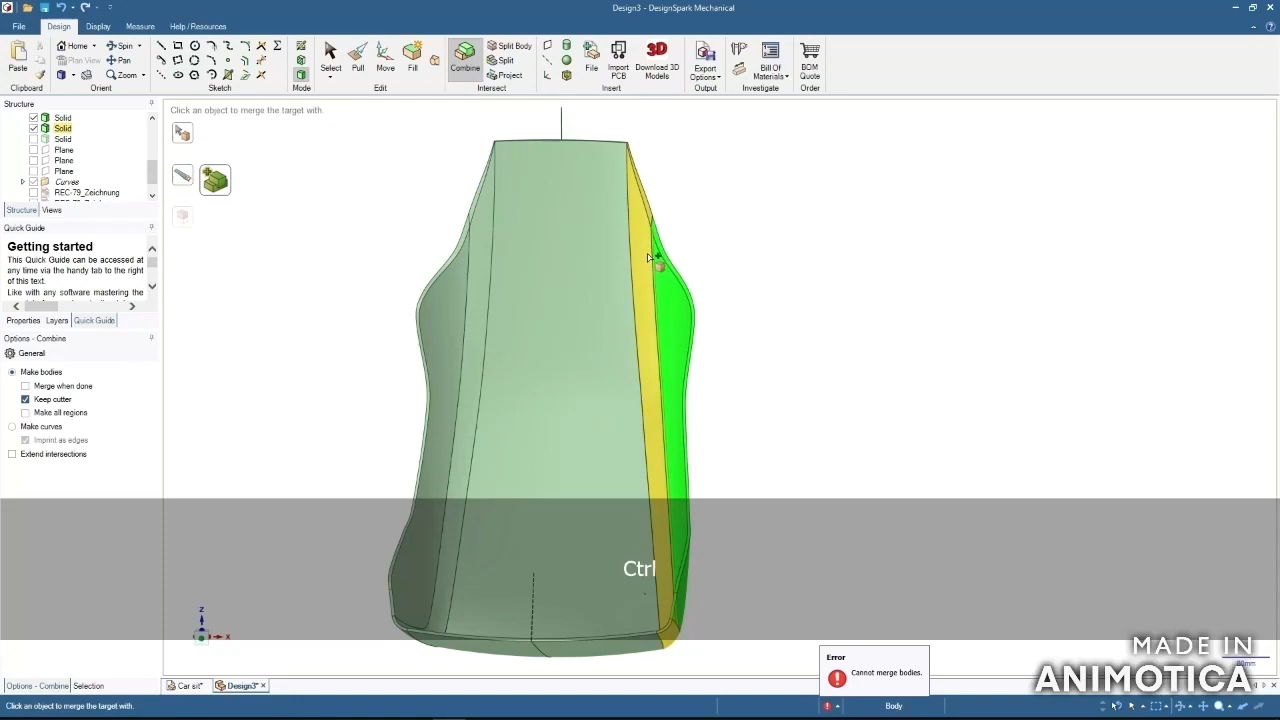 Design3 - DesignSpark Mechanical
File Design Display Measure Help / Resources
Paste
Home
Plan View
Spin
Pan
Zoom
Select
Pull
Move
Fill
Combine
Split Body
Split
Project
File
Import PCB
3D
Download 3D Models
Export Options
Bill Of Materials
BOM Quote
Clipboard Orient Sketch Mode Edit Intersect Insert Output Investigate Order
Structure
Solid
Solid
Solid
Plane
Plane
Plane
Curves
REC-79_Zeichnung
Structure Views
Quick Guide
Getting started
This Quick Guide can be accessed at
any time via the handy tab to the right
of this text.
Like with any software mastering the
Properties Layers Quick Guide
Options - Combine
General
Make bodies
Merge when done
Keep cutter
Make all regions
Make curves
Imprint as edges
Extend intersections
Click an object to merge the target with
Ctrl
Z
X
Error
Cannot merge bodies.
MADE IN
ANIMOTICA
Options - Combine Selection
Car sit*
Design3*
Click an object to merge the target with.
Body